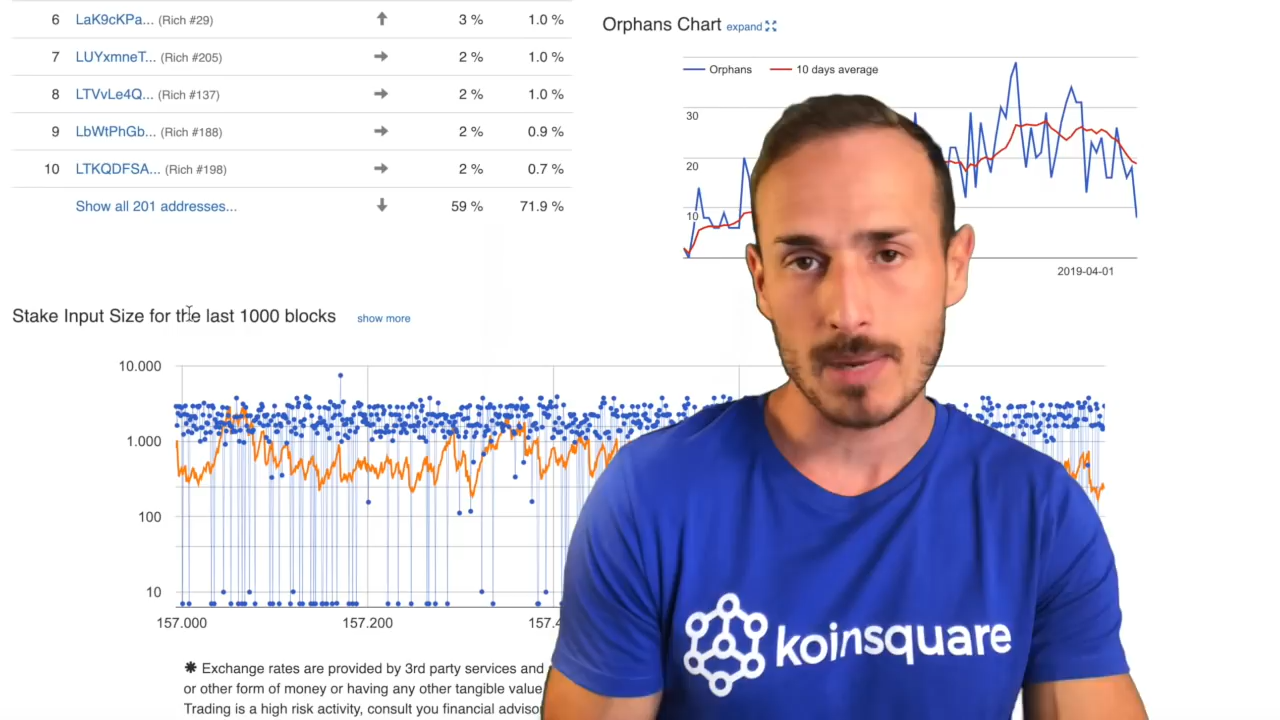 6 LaK9cKPa... (Rich #29) 3 % 1.0 %
7 LUYxmneT... (Rich #205) 2 % 1.0 %
8 LTVvLe4Q... (Rich #137) 2 % 1.0 %
9 LbWtPhGb... (Rich #188) 2 % 0.9 %
10 LTKQDFSA... (Rich #198) 2 % 0.7 %
Show all 201 addresses... 59 % 71.9 %
Orphans Chart expand
Orphans 10 days average
30
20
10
2019-04-01
Stake Input Size for the last 1000 blocks show more
10.000
1.000
100
10
157.000 157.200 157.4
✱ Exchange rates are provided by 3rd party services and
or other form of money or having any other tangible value
Trading is a high risk activity, consult you financial advisor
koinsquare